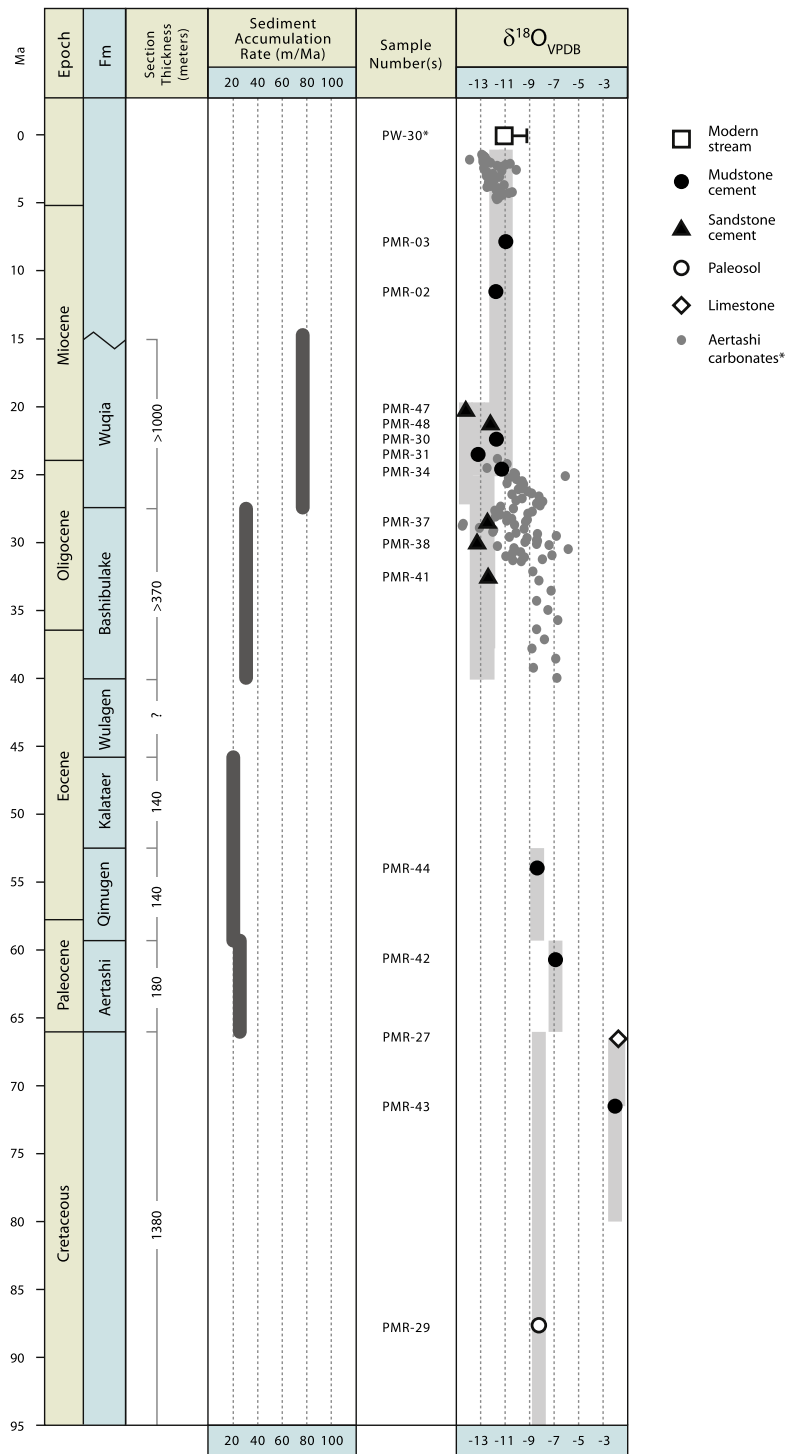 Ma
Epoch
Fm
Section
Thickness
(meters)
Sediment
Accumulation
Rate (m/Ma)
20 40 60 80 100
Sample
Number(s)
δ¹⁸O VPDB
-13 -11 -9 -7 -5 -3
0
5
10
15
20
25
30
35
40
45
50
55
60
65
70
75
80
85
90
95
Miocene
Oligocene
Eocene
Paleocene
Cretaceous
Wuqia
Bashibulake
Wulagen
Kalataer
Qimugen
Aertashi
>1000
>370
?
140
140
180
1380
PW-30*
PMR-03
PMR-02
PMR-47
PMR-48
PMR-30
PMR-31
PMR-34
PMR-37
PMR-38
PMR-41
PMR-44
PMR-42
PMR-27
PMR-43
PMR-29
20 40 60 80 100
-13 -11 -9 -7 -5 -3
Modern
stream
Mudstone
cement
Sandstone
cement
Paleosol
Limestone
Aertashi
carbonates*